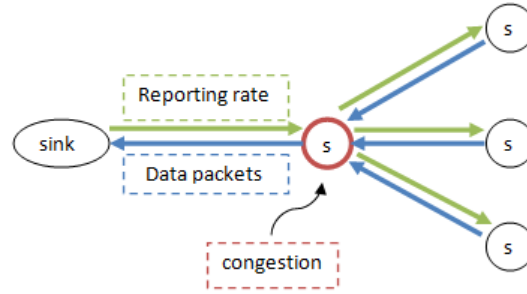 s
Reporting rate
sink
s
s
Data packets
s
congestion